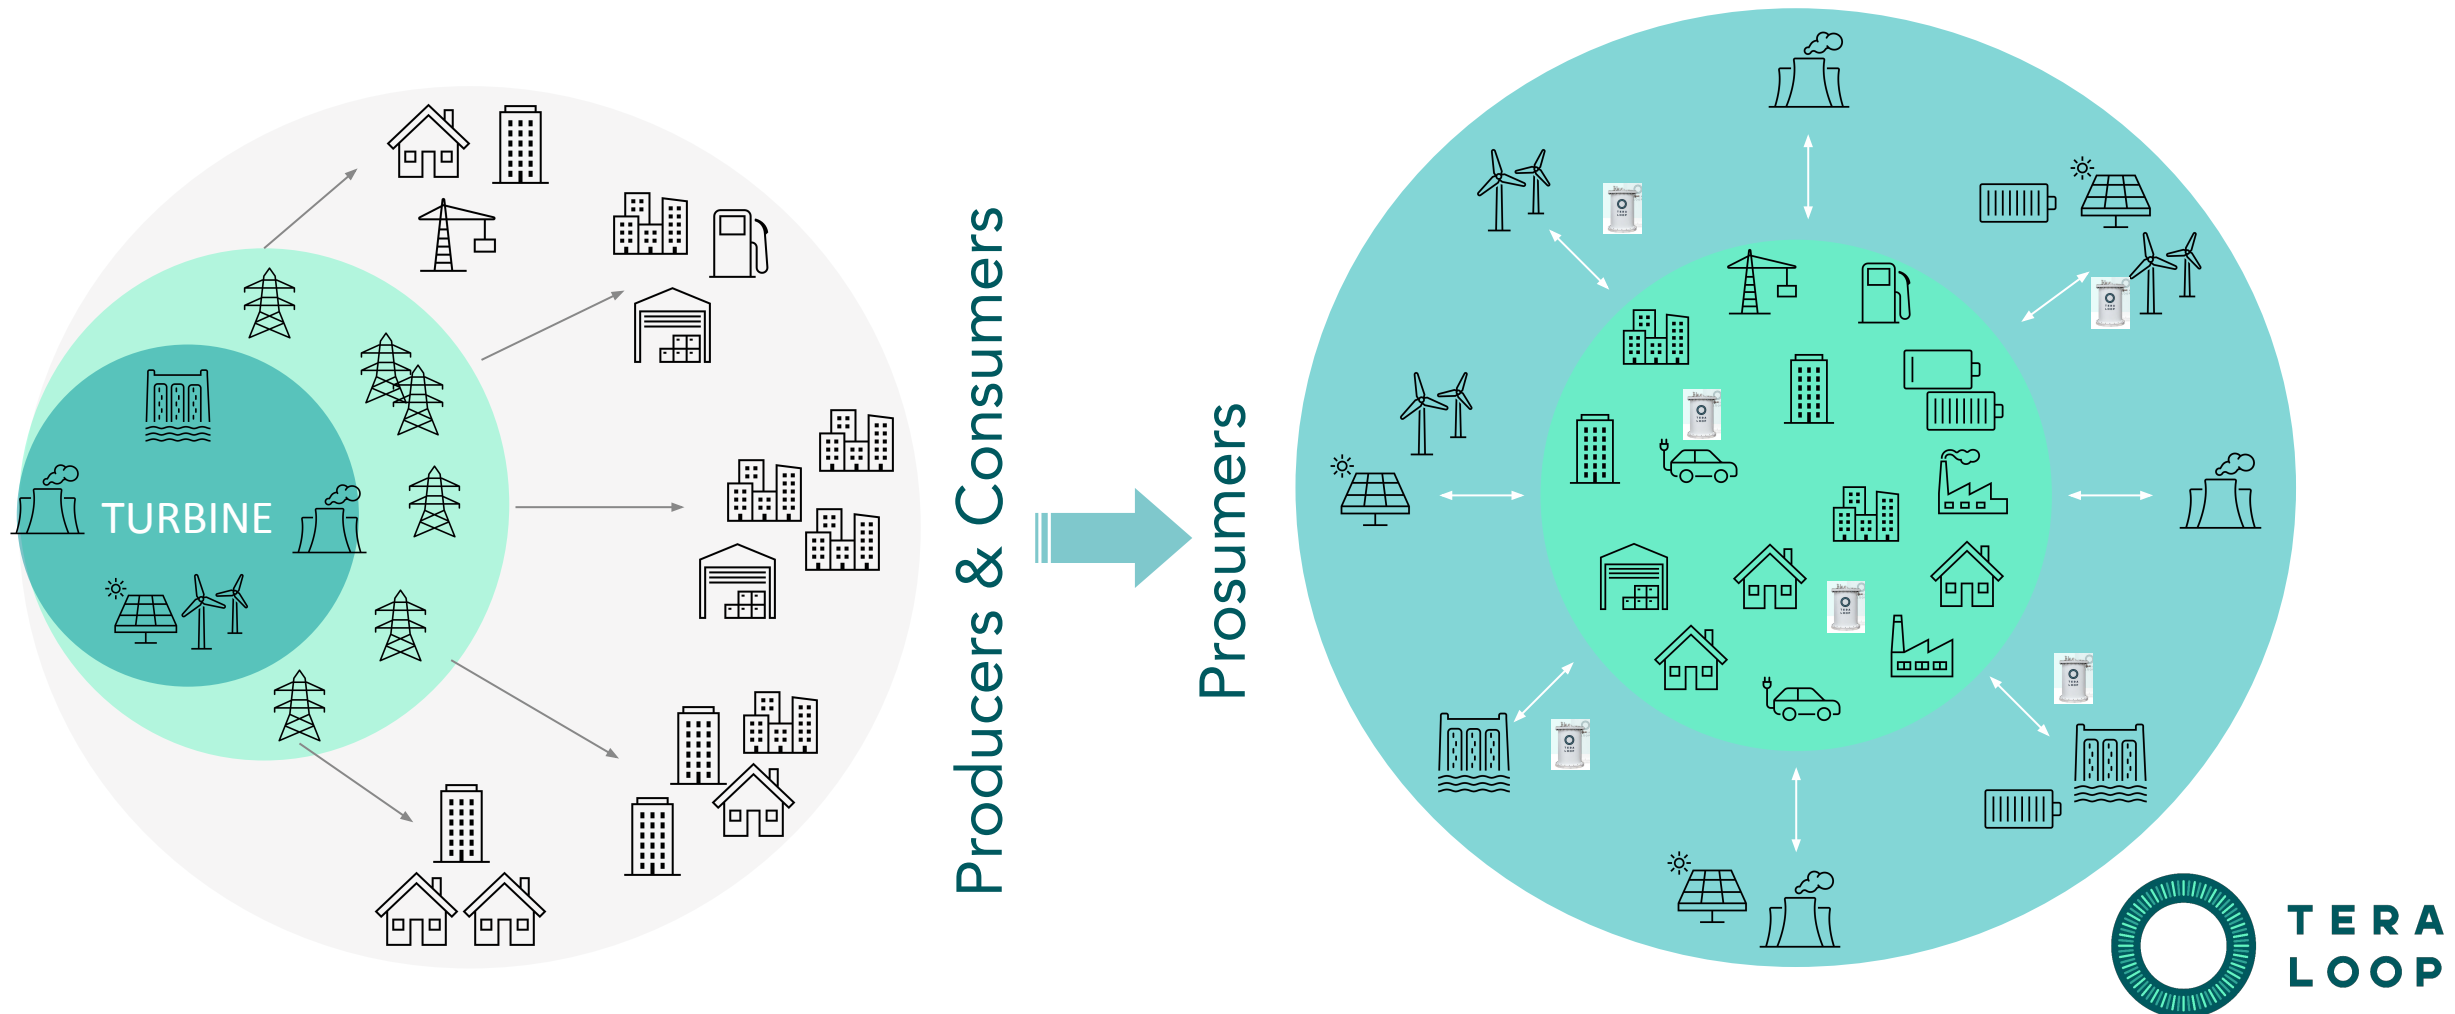 TURBINE
Producers & Consumers
Prosumers
TERA
LOOP